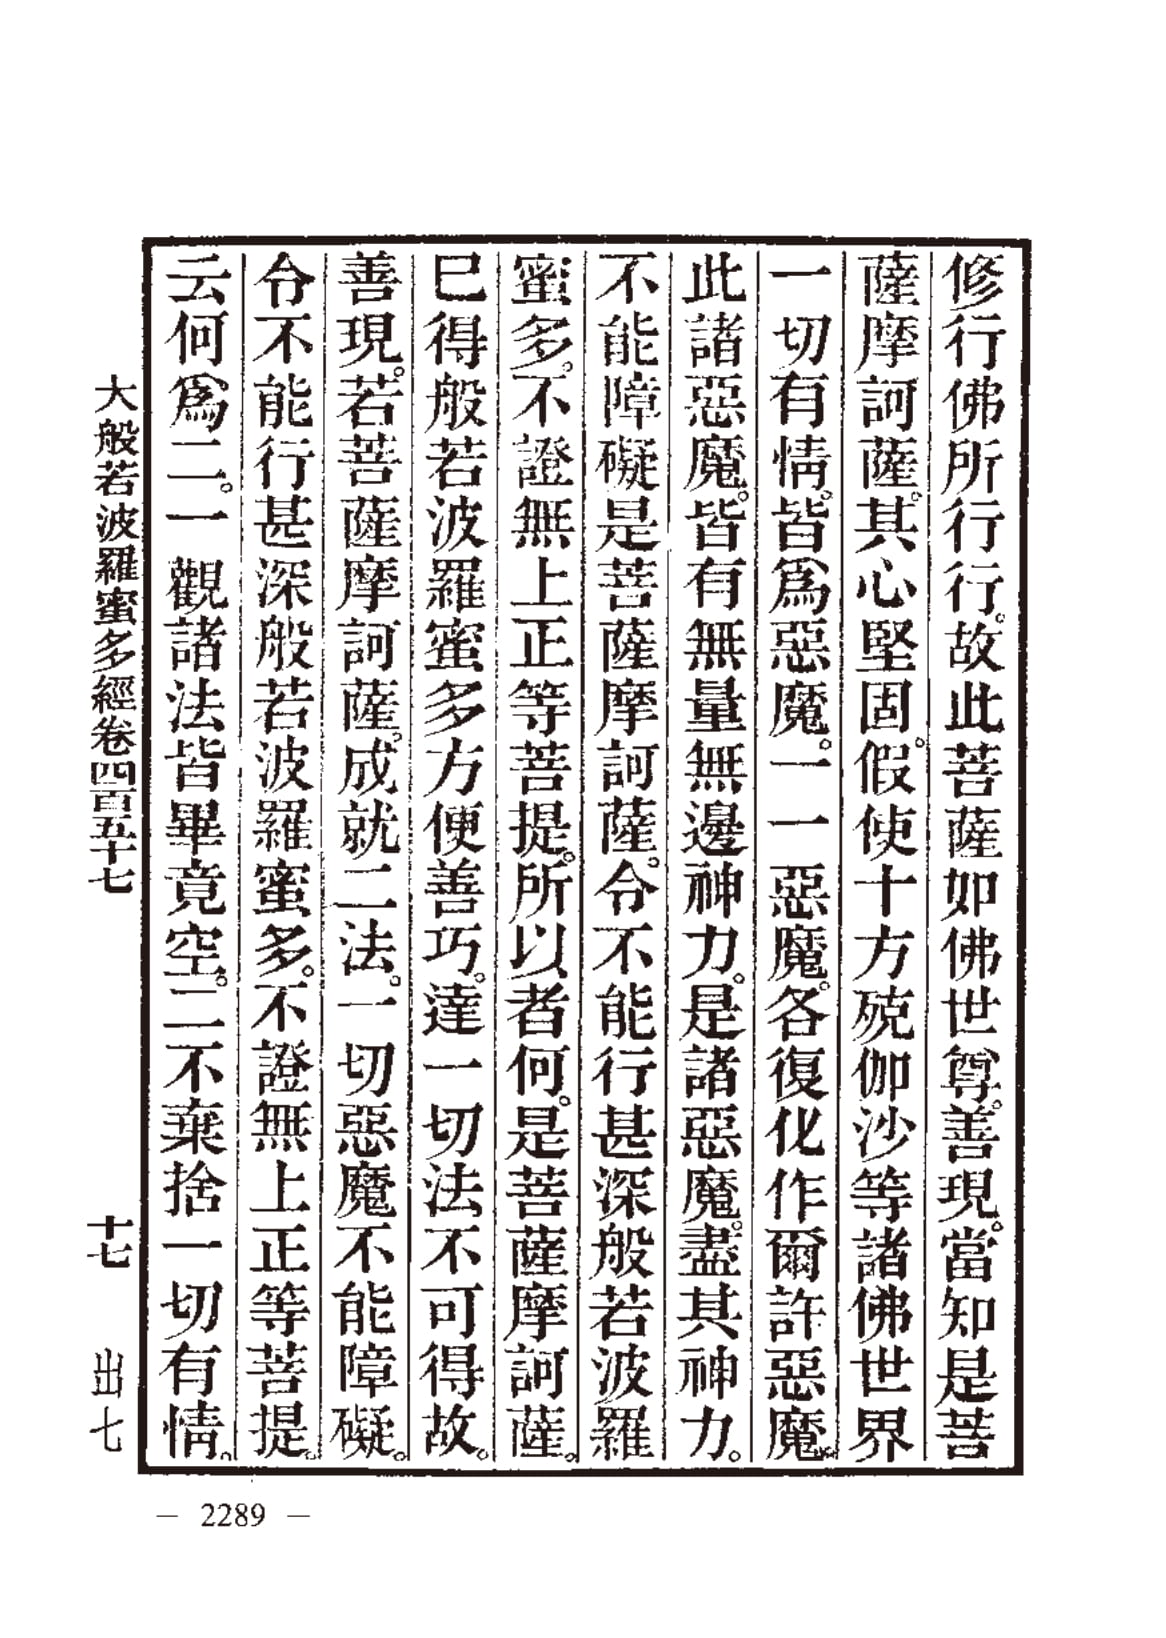 修行佛所行行。故此菩薩如佛世尊。善現。當知是菩
薩摩訶薩。其心堅固。假使十方殑伽沙等諸佛世界
一切有情。皆爲惡魔。一一惡魔。各復化作爾許惡魔。
此諸惡魔。皆有無量無邊神力。是諸惡魔。盡其神力。
不能障礙是菩薩摩訶薩。令不能行甚深般若波羅
蜜多。不證無上正等菩提。所以者何。是菩薩摩訶薩。
巳得般若波羅蜜多方便善巧。達一切法不可得故。
善現。若菩薩摩訶薩。成就二法。一切惡魔不能障礙。
令不能行甚深般若波羅蜜多。不證無上正等菩提。
云何爲二。一觀諸法皆畢竟空。二不棄捨一切有情。
大般若波羅蜜多經卷四百五十七 十七 出七
— 2289 —